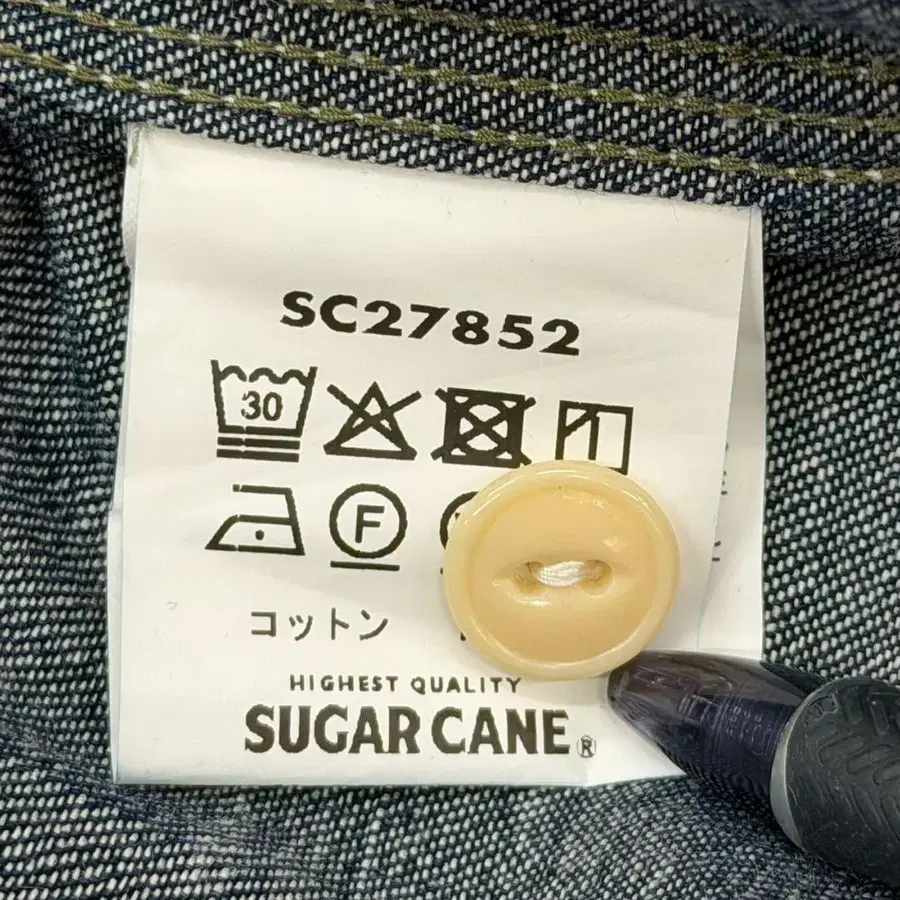 SC27852
30
F
コットン
HIGHEST QUALITY
SUGAR CANE®